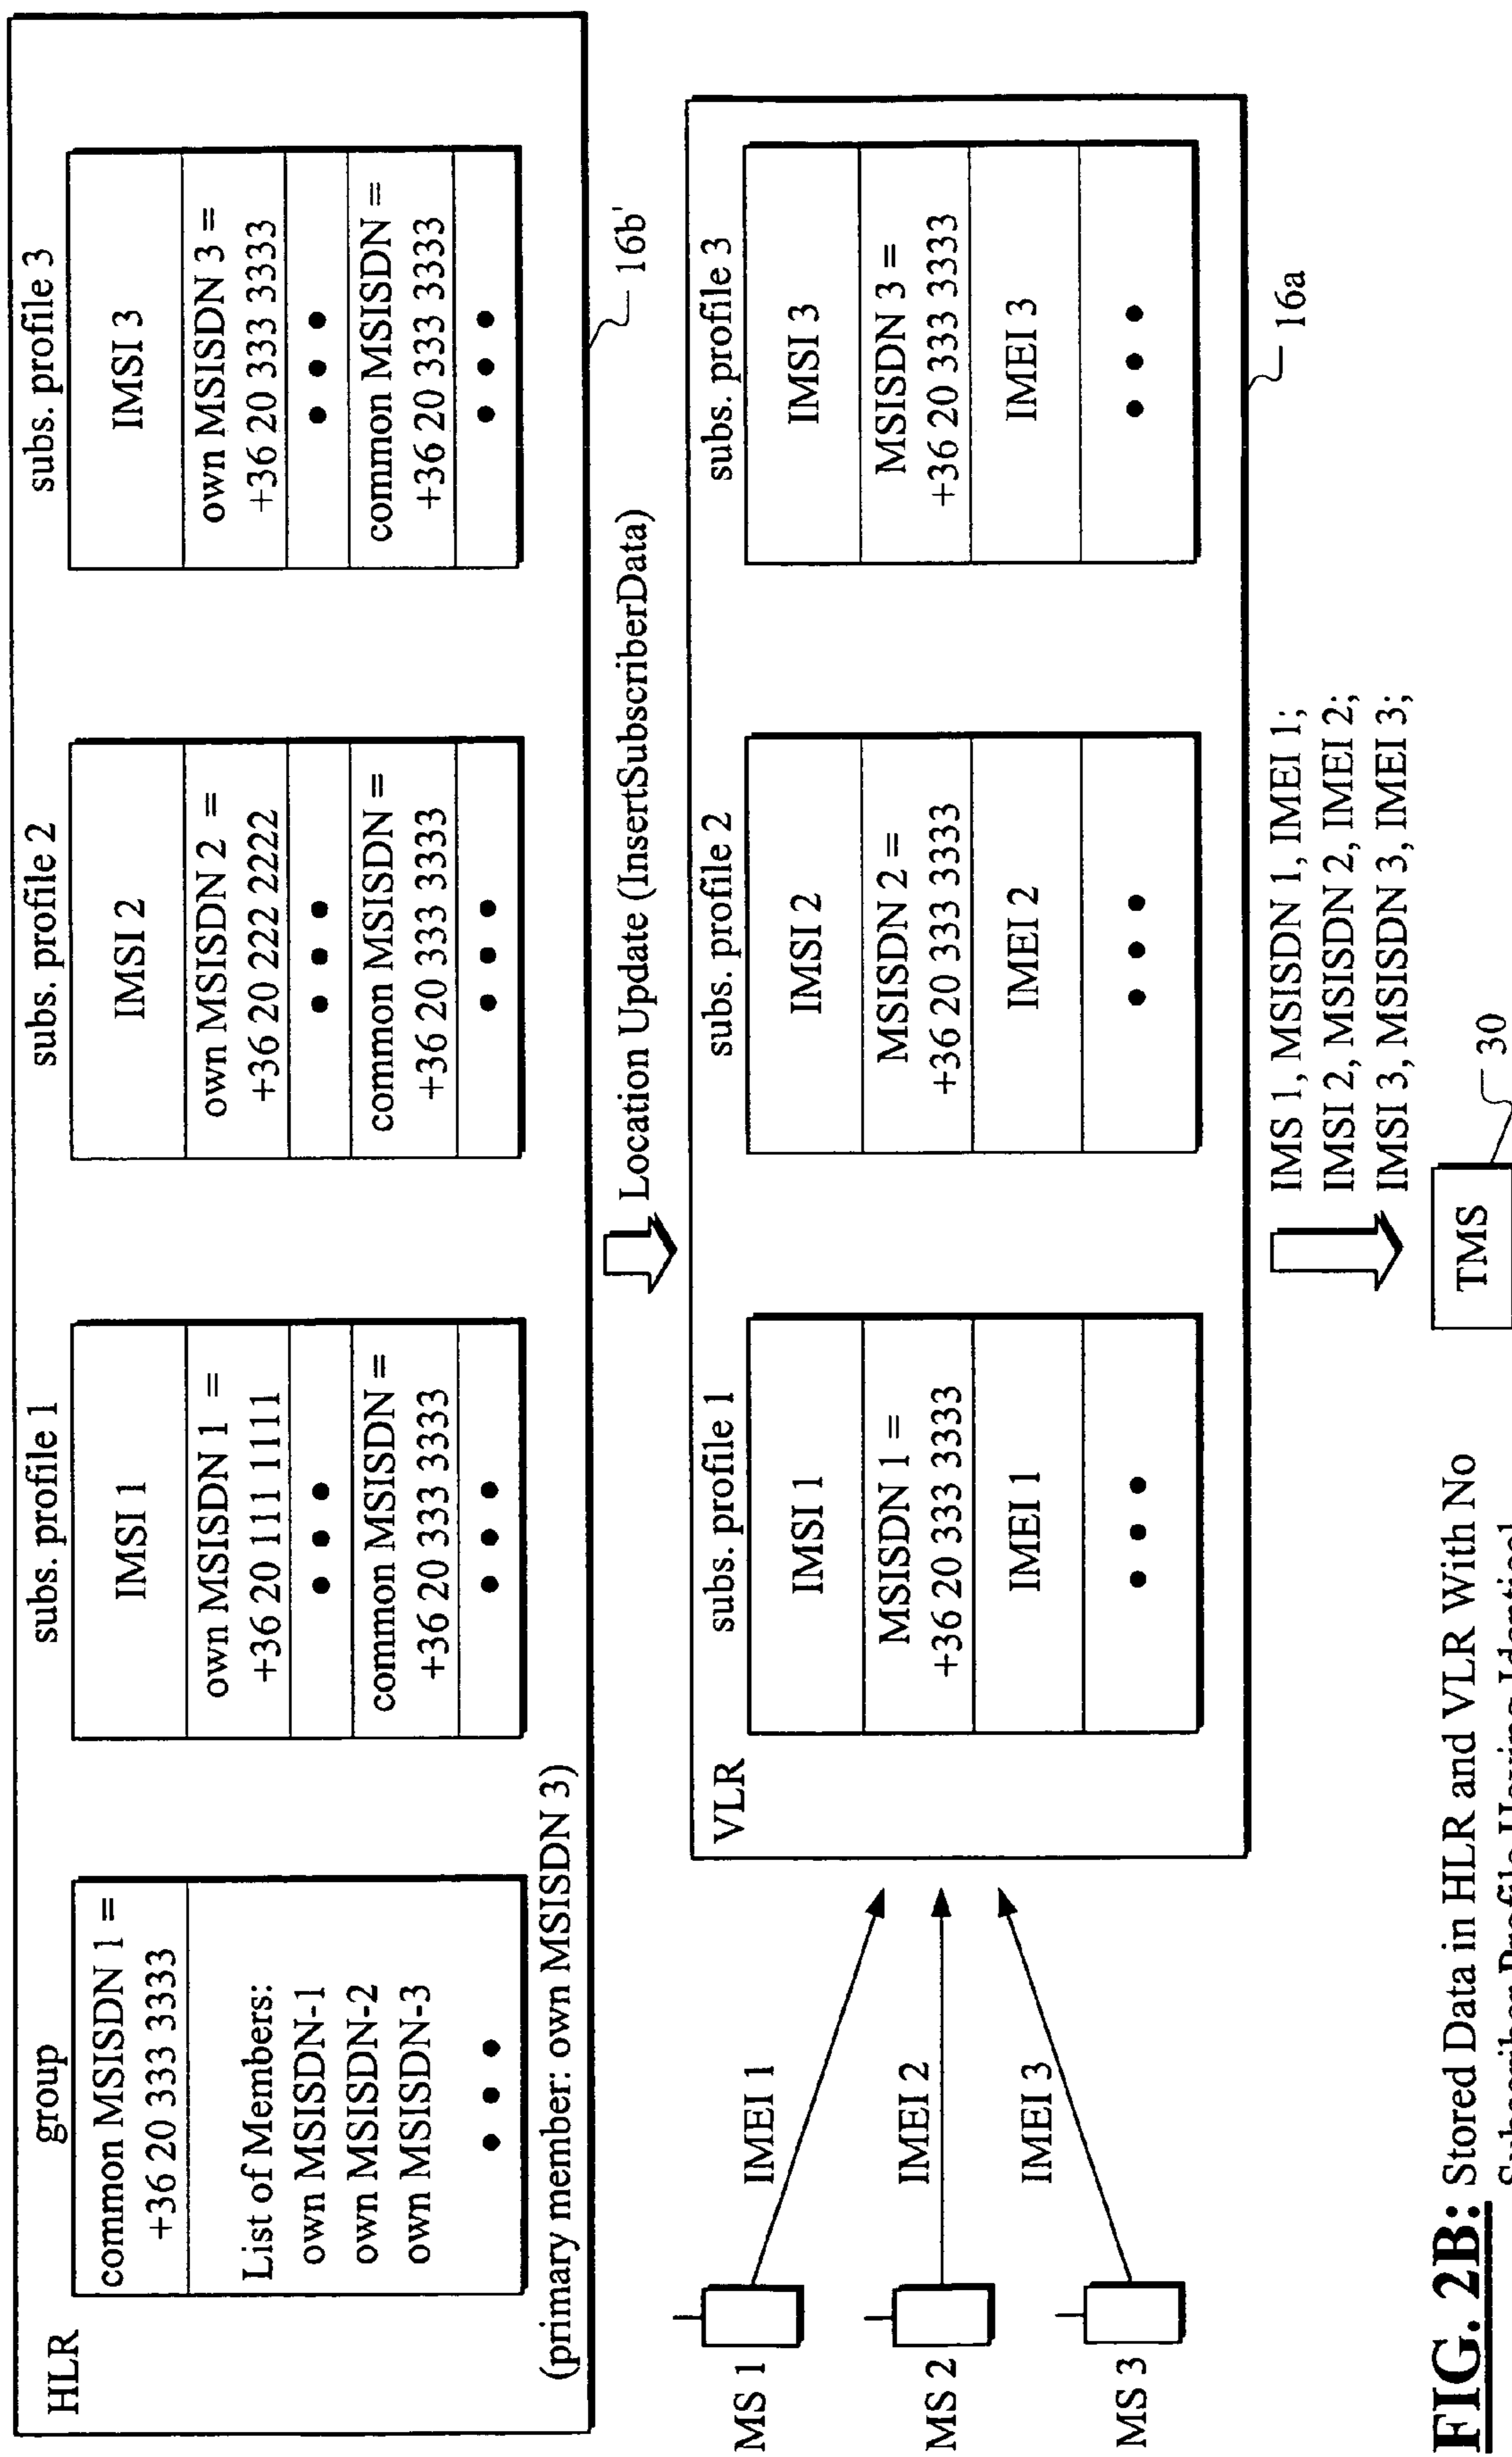 HLR
group
common MSISDN 1 =
+36 20 333 3333
List of Members:
own MSISDN-1
own MSISDN-2
own MSISDN-3
• • •
(primary member: own MSISDN 3)
subs. profile 1
IMSI 1
own MSISDN 1 =
+36 20 111 1111
• • •
common MSISDN=
+36 20 333 3333
• • •
subs. profile 2
IMSI 2
own MSISDN 2 =
+36 20 222 2222
• • •
common MSISDN =
+36 20 333 3333
• • •
subs. profile 3
IMSI 3
own MSISDN 3 =
+36 20 333 3333
• • •
common MSISDN =
+36 20 333 3333
• • •
16b'
Location Update (InsertSubscriberData)
MS 1
MS 2
MS 3
IMEI 1
IMEI 2
IMEI 3
VLR
subs. profile 1
IMSI 1
MSISDN 1 =
+36 20 333 3333
IMEI 1
• • •
subs. profile 2
IMSI 2
MSISDN 2 =
+36 20 333 3333
IMEI 2
• • •
subs. profile 3
IMSI 3
MSISDN 3 =
+36 20 333 3333
IMEI 3
• • •
16a
IMS 1, MSISDN 1, IMEI 1;
IMSI 2, MSISDN 2, IMEI 2;
IMSI 3, MSISDN 3, IMEI 3;
TMS
30
FIG. 2B: Stored Data in HLR and VLR With No
Subscriber Profile Having Identical